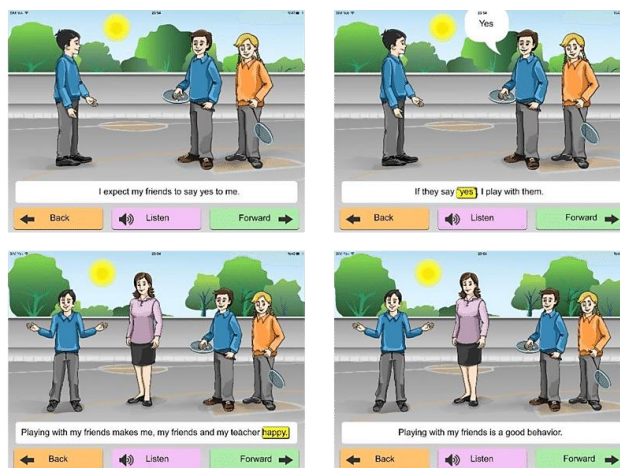 I expect my friends to say yes to me.
Back
Listen
Forward
Yes
If they say "yes", I play with them.
Back
Listen
Forward
Playing with my friends makes me, my friends and my teacher happy.
Back
Listen
Forward
Playing with my friends is a good behavior.
Back
Listen
Forward